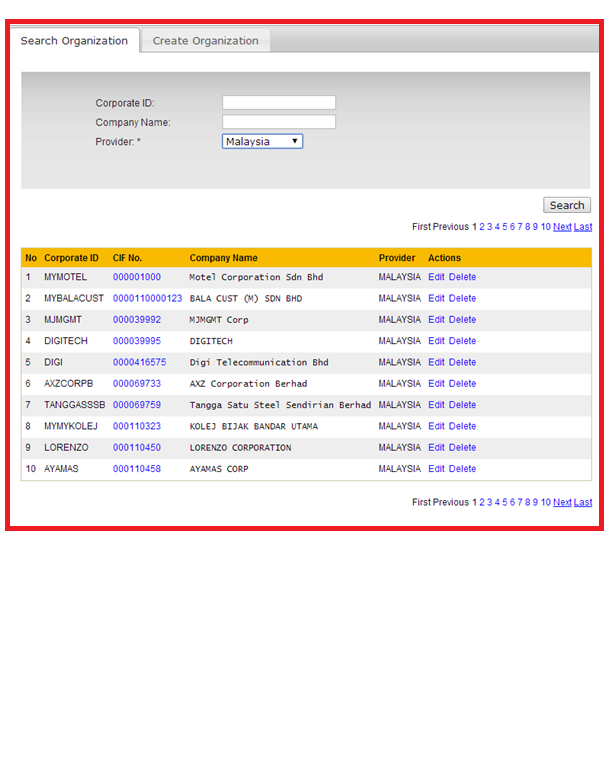 Search Organization Create Organization
Corporate ID:
Company Name:
Provider: * Malaysia
Search
First Previous 1 2 3 4 5 6 7 8 9 10 Next Last
No Corporate ID CIF No. Company Name Provider Actions
1 MYMOTEL 000001000 Motel Corporation Sdn Bhd MALAYSIA Edit Delete
2 MYBALACUST 0000110000123 BALA CUST (M) SDN BHD MALAYSIA Edit Delete
3 MJMGMT 000039992 MJMGMT Corp MALAYSIA Edit Delete
4 DIGITECH 000039995 DIGITECH MALAYSIA Edit Delete
5 DIGI 0000416575 Digi Telecommunication Bhd MALAYSIA Edit Delete
6 AXZCORPB 000069733 AXZ Corporation Berhad MALAYSIA Edit Delete
7 TANGGASSSB 000069759 Tangga Satu Steel Sendirian Berhad MALAYSIA Edit Delete
8 MYMYKOLEJ 000110323 KOLEJ BIJAK BANDAR UTAMA MALAYSIA Edit Delete
9 LORENZO 000110450 LORENZO CORPORATION MALAYSIA Edit Delete
10 AYAMAS 000110458 AYAMAS CORP MALAYSIA Edit Delete
First Previous 1 2 3 4 5 6 7 8 9 10 Next Last